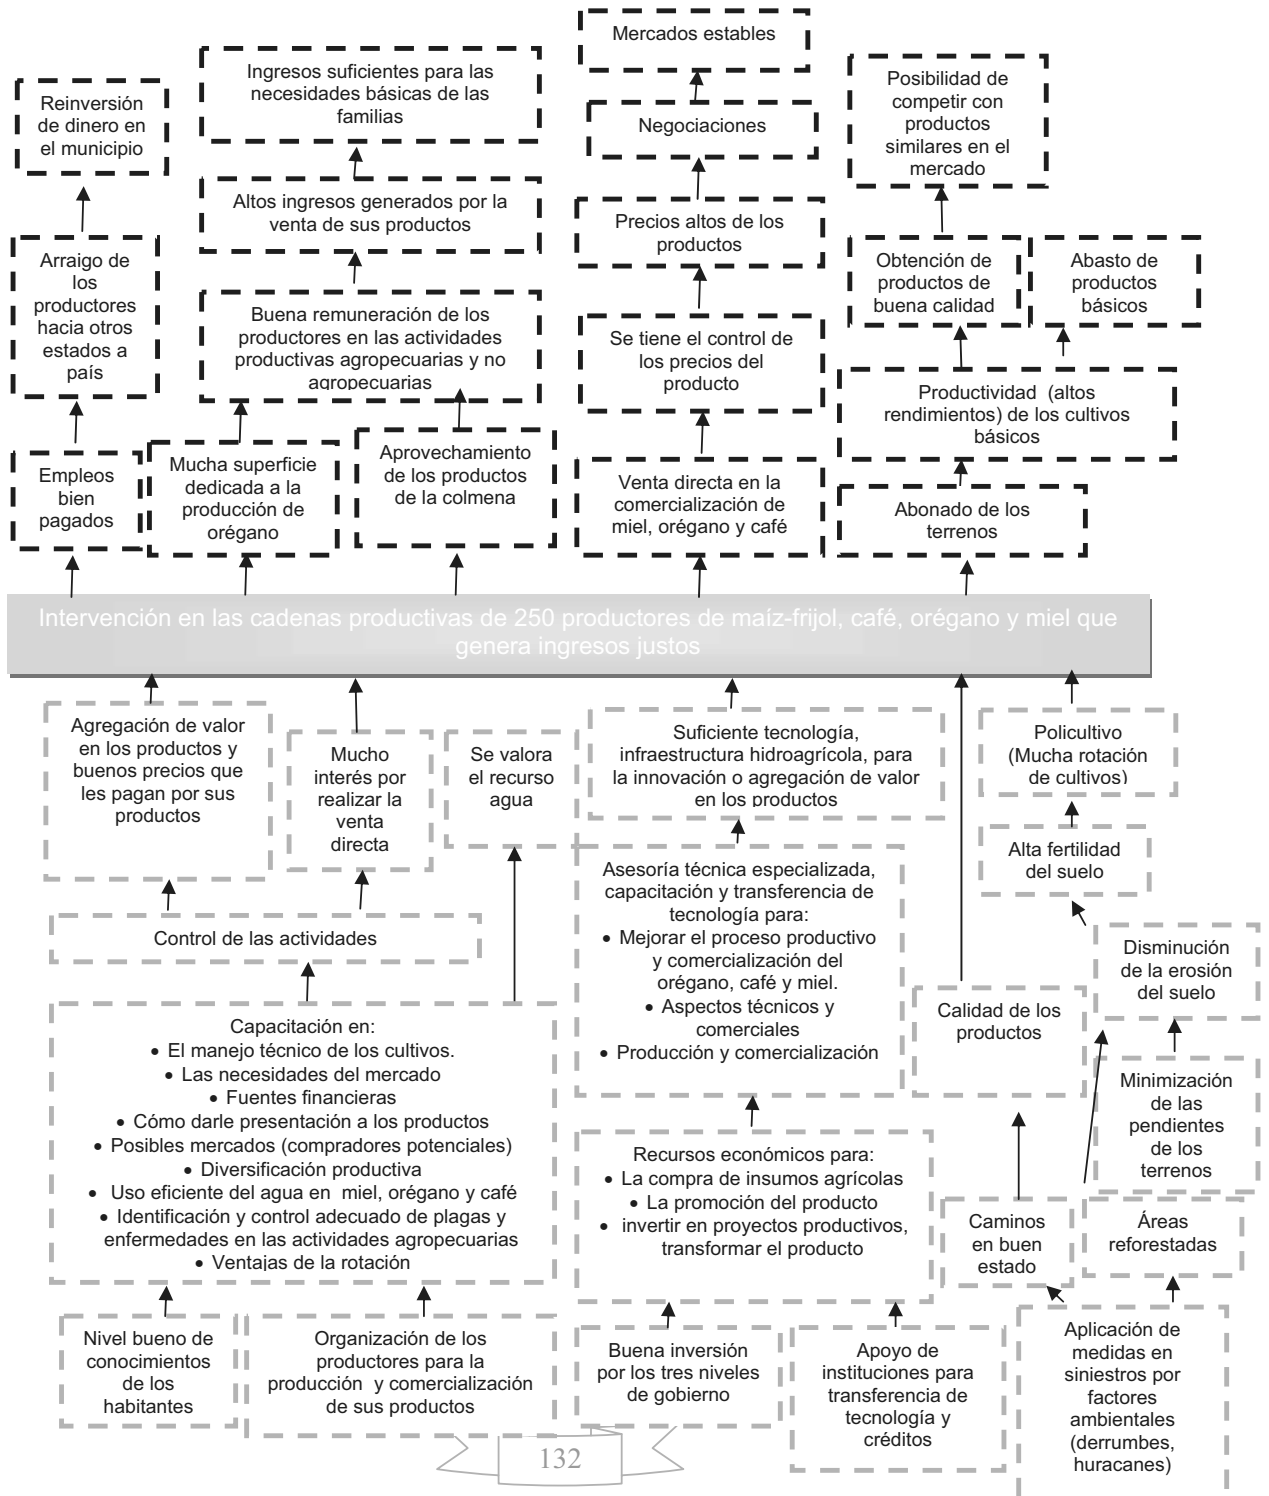 Mercados estables
Ingresos suficientes para las
necesidades básicas de las
familias
Posibilidad de
competir con
productos
similares en el
mercado
Reinversión
de dinero en
el municipio
Negociaciones
Altos ingresos generados por la
venta de sus productos
Precios altos de los
productos
Arraigo de
los
productores
hacia otros
estados a
país
Obtención de
productos de
buena calidad
Abasto de
productos
básicos
Buena remuneración de los
productores en las actividades
productivas agropecuarias y no
agropecuarias
Se tiene el control de
los precios del
producto
Productividad (altos
rendimientos) de los cultivos
básicos
Empleos
bien
pagados
Mucha superficie
dedicada a la
producción de
orégano
Aprovechamiento
de los productos
de la colmena
Venta directa en la
comercialización de
miel, orégano y café
Abonado de los
terrenos
Intervención en las cadenas productivas de 250 productores de maíz-frijol, café, orégano y miel que
genera ingresos justos
Agregación de valor
en los productos y
buenos precios que
les pagan por sus
productos
Mucho
interés por
realizar la
venta
directa
Se valora
el recurso
agua
Suficiente tecnología,
infraestructura hidroagrícola, para
la innovación o agregación de valor
en los productos
Policultivo
(Mucha rotación
de cultivos)
Alta fertilidad
del suelo
Asesoría técnica especializada,
capacitación y transferencia de
tecnología para:
• Mejorar el proceso productivo
y comercialización del
orégano, café y miel.
• Aspectos técnicos y
comerciales
• Producción y comercialización
Control de las actividades
Disminución
de la erosión
del suelo
Calidad de los
productos
Capacitación en:
• El manejo técnico de los cultivos.
• Las necesidades del mercado
• Fuentes financieras
• Cómo darle presentación a los productos
• Posibles mercados (compradores potenciales)
• Diversificación productiva
• Uso eficiente del agua en miel, orégano y café
• Identificación y control adecuado de plagas y
enfermedades en las actividades agropecuarias
• Ventajas de la rotación
Minimización
de las
pendientes
de los
terrenos
Recursos económicos para:
• La compra de insumos agrícolas
• La promoción del producto
• invertir en proyectos productivos,
transformar el producto
Caminos
en buen
estado
Áreas
reforestadas
Nivel bueno de
conocimientos
de los
habitantes
Organización de los
productores para la
producción y comercialización
de sus productos
Buena inversión
por los tres niveles
de gobierno
Apoyo de
instituciones para
transferencia de
tecnología y
créditos
Aplicación de
medidas en
siniestros por
factores
ambientales
(derrumbes,
huracanes)
132